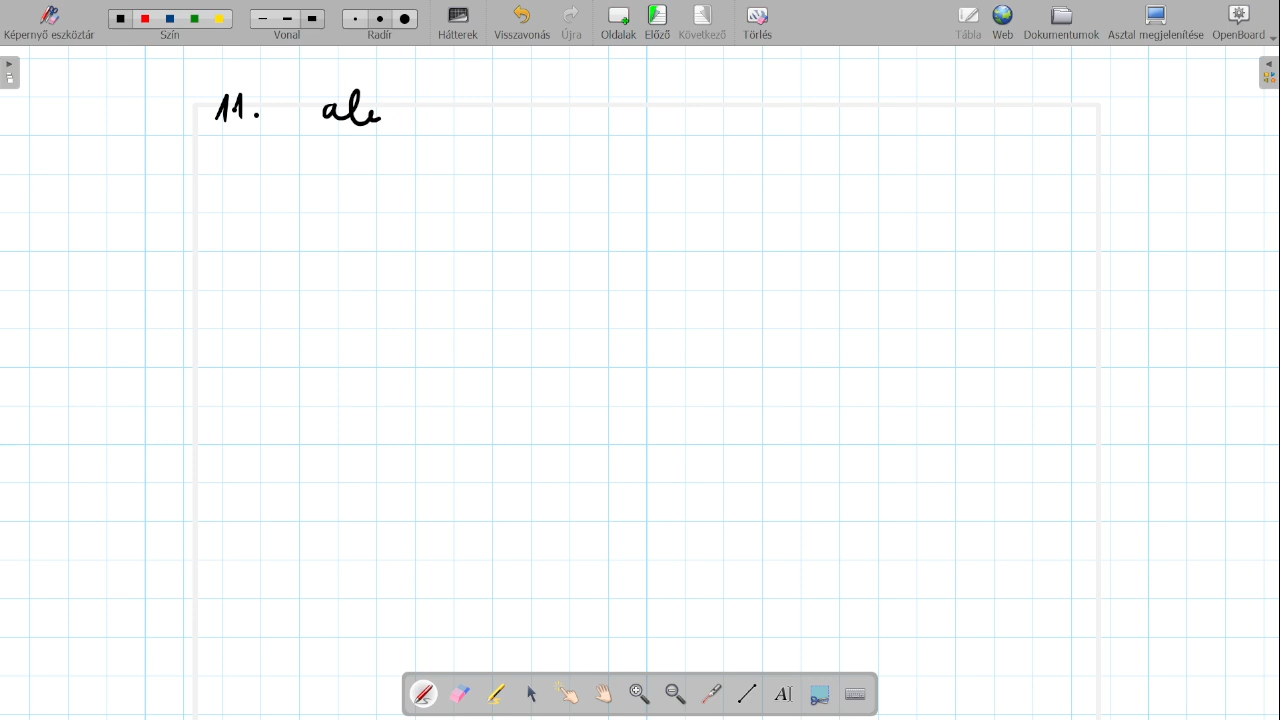 Képernyő eszköztár Szín Vonal Radír Hátterek Visszavonás Újra Oldalak Előző Következő Törlés Tábla Web Dokumentumok Asztal megjelenítése OpenBoard
11. ale